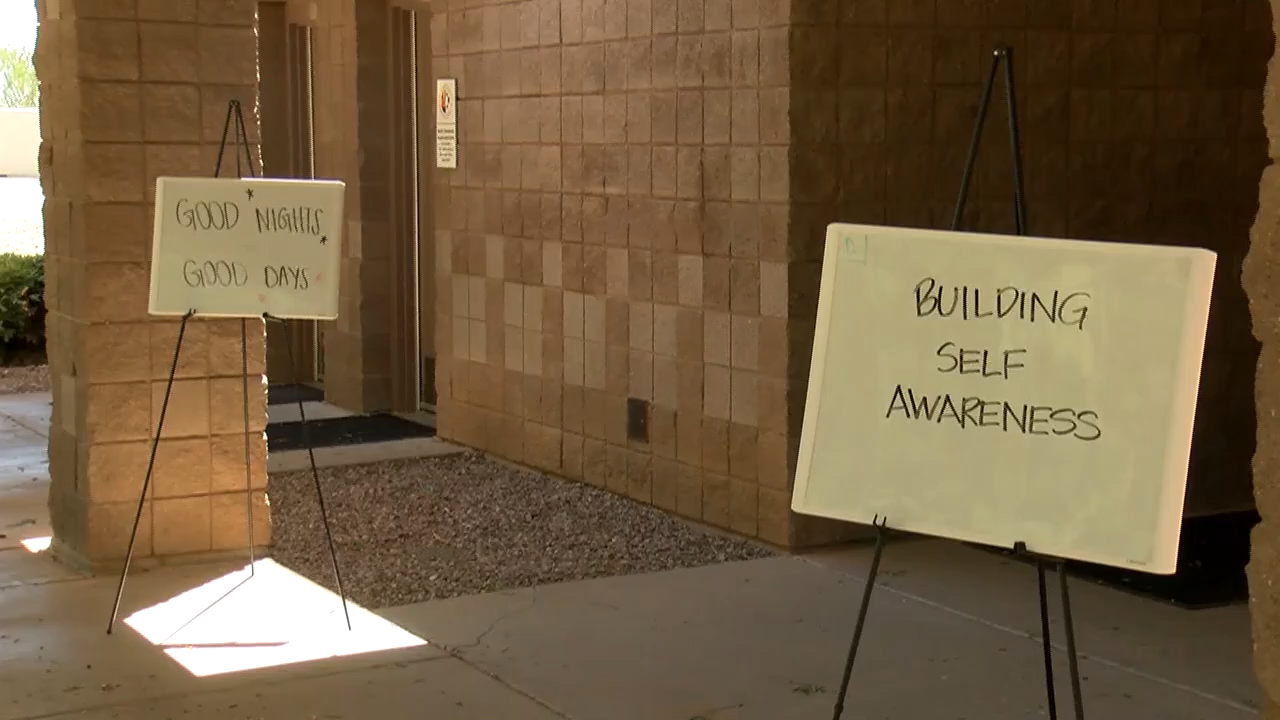 GOOD NIGHTS
GOOD DAYS
BUILDING
SELF
AWARENESS